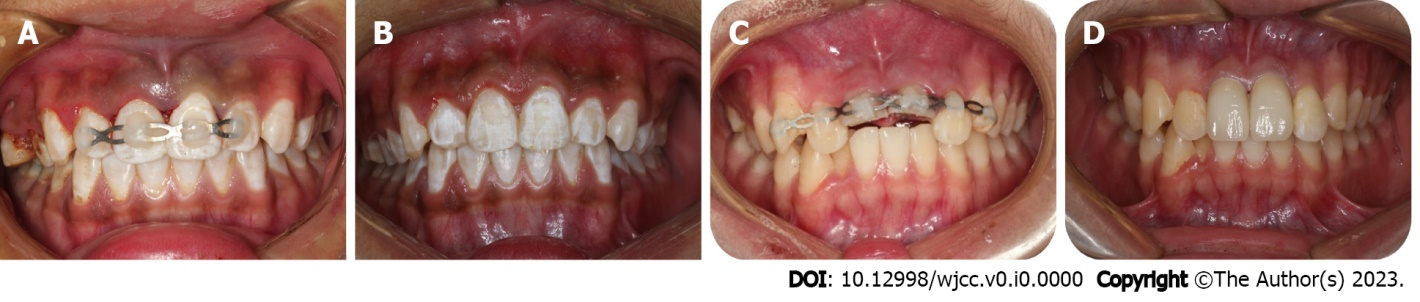 A
B
C
D
DOI: 10.12998/wjcc.v0.i0.0000 Copyright ©The Author(s) 2023.